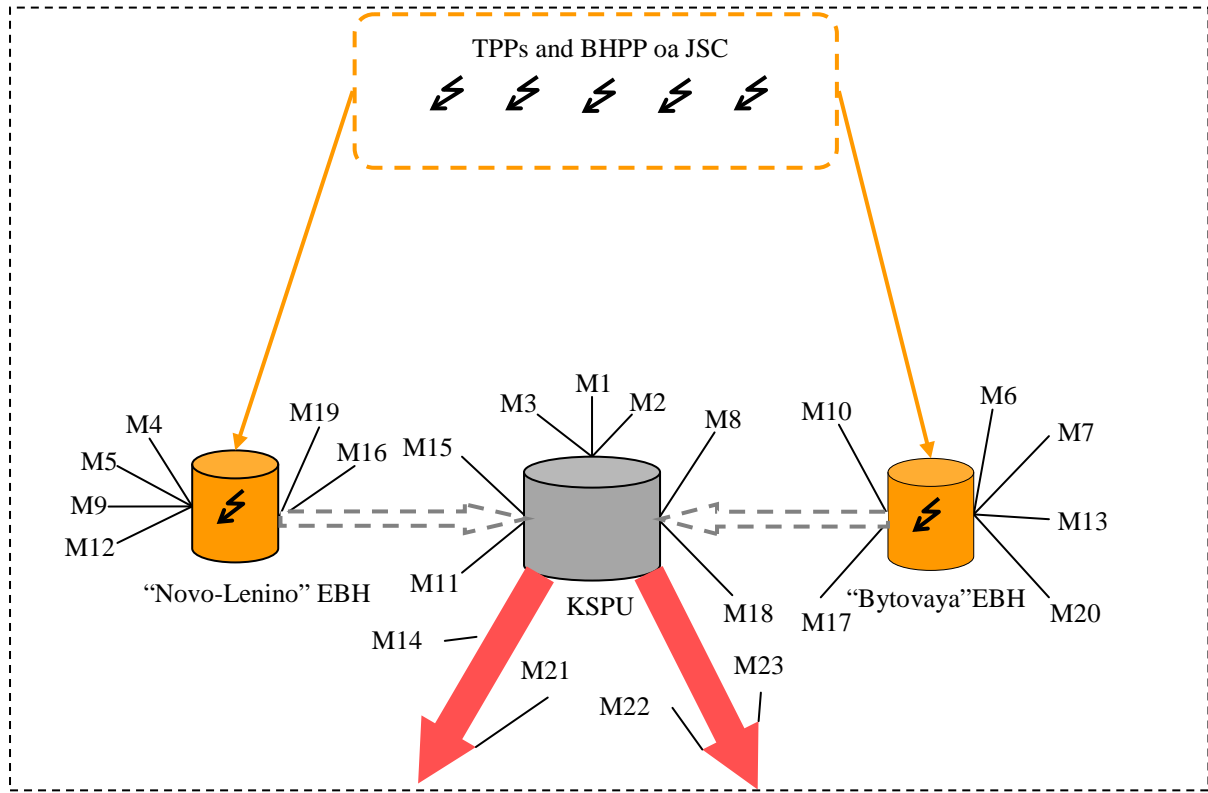 TPPs and BHPP oa JSC
M1
M3
M2
M6
M4
M19
M10
M8
M7
M5
M16
M15
M9
M13
M12
M11
"Novo-Lenino" EBH
KSPU
M18
M17
"Bytovaya"EBH
M20
M14
M21
M23
M22